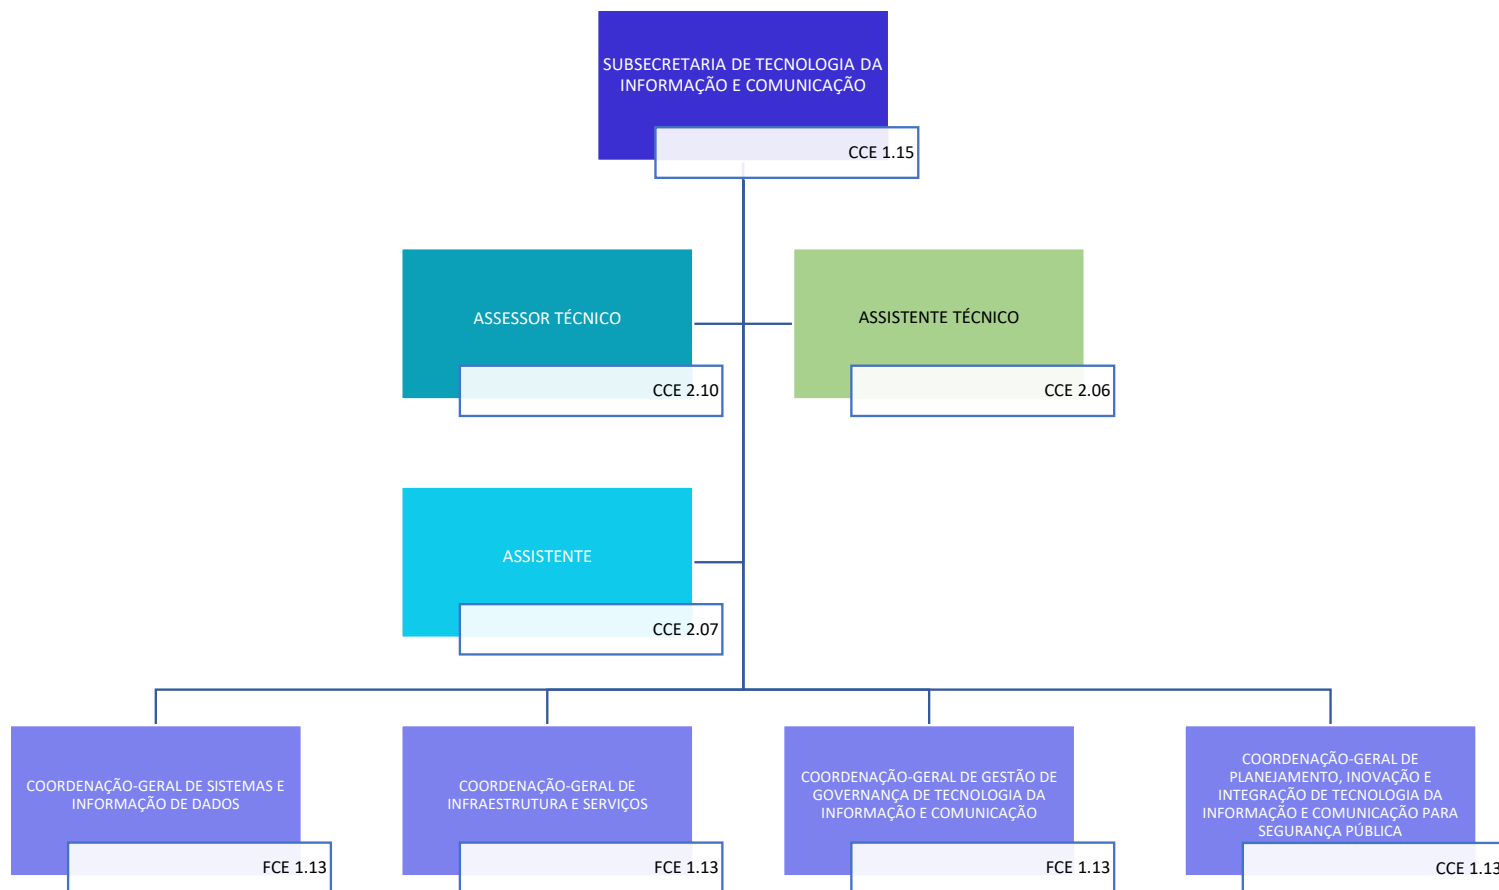 SUBSECRETARIA DE TECNOLOGIA DA
INFORMAÇÃO E COMUNICAÇÃO
CCE 1.15
ASSESSOR TÉCNICO
CCE 2.10
ASSISTENTE TÉCNICO
CCE 2.06
ASSISTENTE
CCE 2.07
COORDENAÇÃO-GERAL DE SISTEMAS E
INFORMAÇÃO DE DADOS
FCE 1.13
COORDENAÇÃO-GERAL DE
INFRAESTRUTURA E SERVIÇOS
FCE 1.13
COORDENAÇÃO-GERAL DE GESTÃO DE
GOVERNANÇA DE TECNOLOGIA DA
INFORMAÇÃO E COMUNICAÇÃO
FCE 1.13
COORDENAÇÃO-GERAL DE
PLANEJAMENTO, INOVAÇÃO E
INTEGRAÇÃO DE TECNOLOGIA DA
INFORMAÇÃO E COMUNICAÇÃO PARA
SEGURANÇA PÚBLICA
CCE 1.13